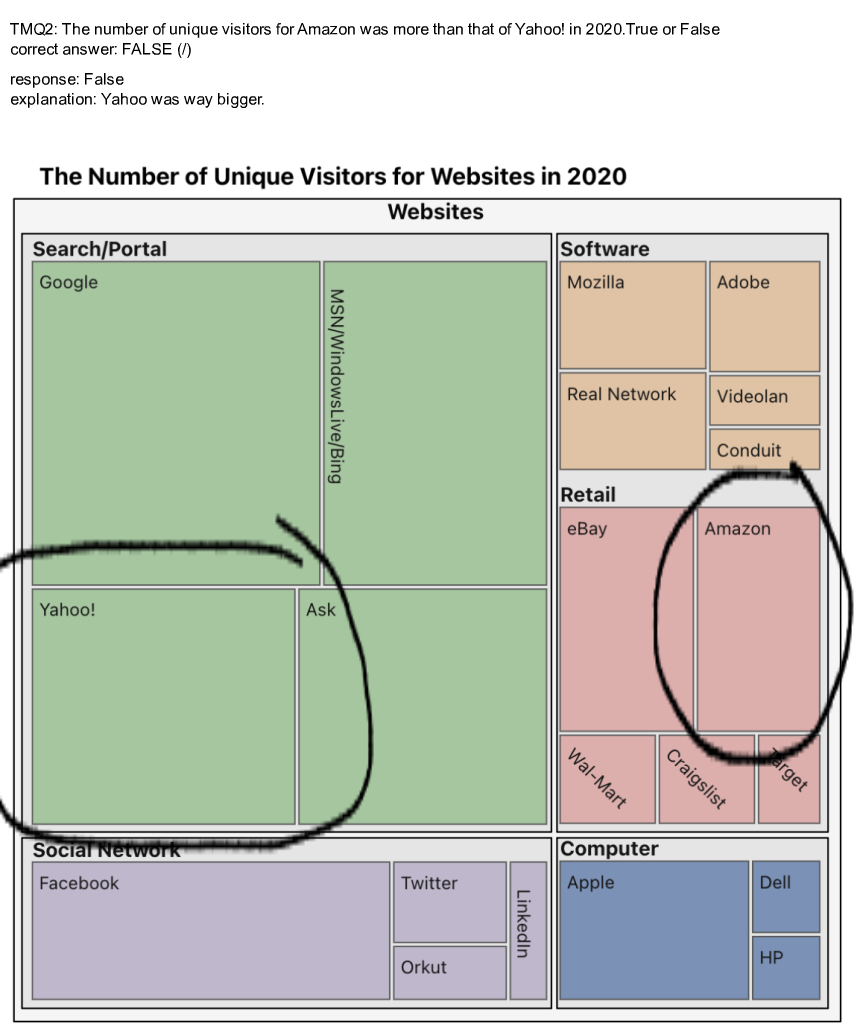 TMQ2: The number of unique visitors for Amazon was more than that of Yahoo! in 2020.True or False
correct answer: FALSE (/)
response: False
explanation: Yahoo was way bigger.
The Number of Unique Visitors for Websites in 2020
Websites
Search/Portal
Google
MSN/WindowsLive/Bing
Yahoo!
Ask
Software
Mozilla
Adobe
Real Network
Videolan
Conduit
Retail
eBay
Amazon
Wal-Mart
Craigslist
Target
Social Network
Facebook
Twitter
Orkut
LinkedIn
Computer
Apple
Dell
HP